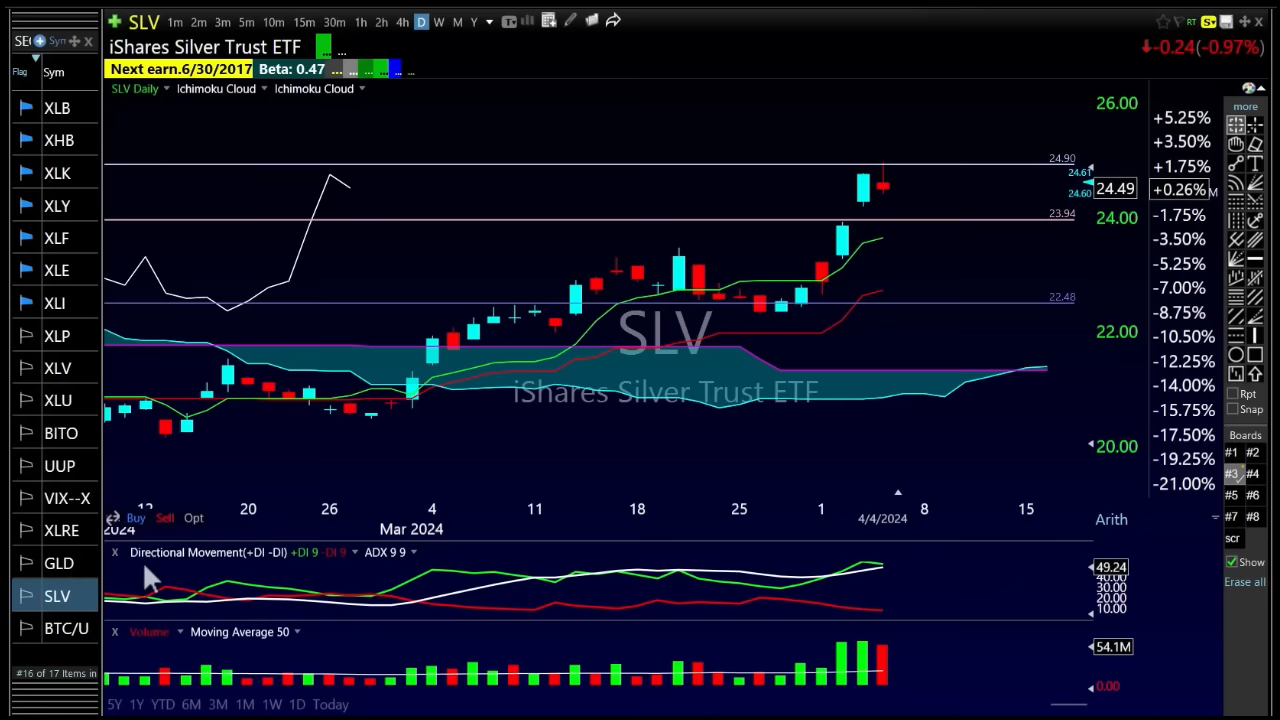 SLV 1m 2m 3m 5m 10m 15m 30m 1h 2h 4h D W M Y
RT S
Sym
iShares Silver Trust ETF ...
-0.24(-0.97%)
Next earn.6/30/2017 Beta: 0.47 ... ... ... ... ... ...
Flag Sym
SLV Daily Ichimoku Cloud Ichimoku Cloud
XLB
XHB
XLK
XLY
XLF
XLE
XLI
XLP
XLV
XLU
BITO
UUP
VIX--X
XLRE
GLD
SLV
BTC/U
#16 of 17 Items in
24.90
24.61
24.60
23.94
22.48
SLV
iShares Silver Trust ETF
26.00
24.49
24.00
22.00
20.00
+5.25%
+3.50%
+1.75%
+0.26% M
-1.75%
-3.50%
-5.25%
-7.00%
-8.75%
-10.50%
-12.25%
-14.00%
-15.75%
-17.50%
-19.25%
-21.00%
more
Rpt
Snap
Boards
#1 #2
#3 #4
#5 #6
#7 #8
scr
Show
Erase all
12 20 26 4 11 18 25 1 8 15
Buy Sell Opt
2024 Mar 2024 4/4/2024 Arith
X Directional Movement(+DI -DI) +DI 9 -DI 9 ADX 9 9
49.24
40.00
30.00
20.00
10.00
X Volume Moving Average 50
54.1M
0.00
5Y 1Y YTD 6M 3M 1M 1W 1D Today